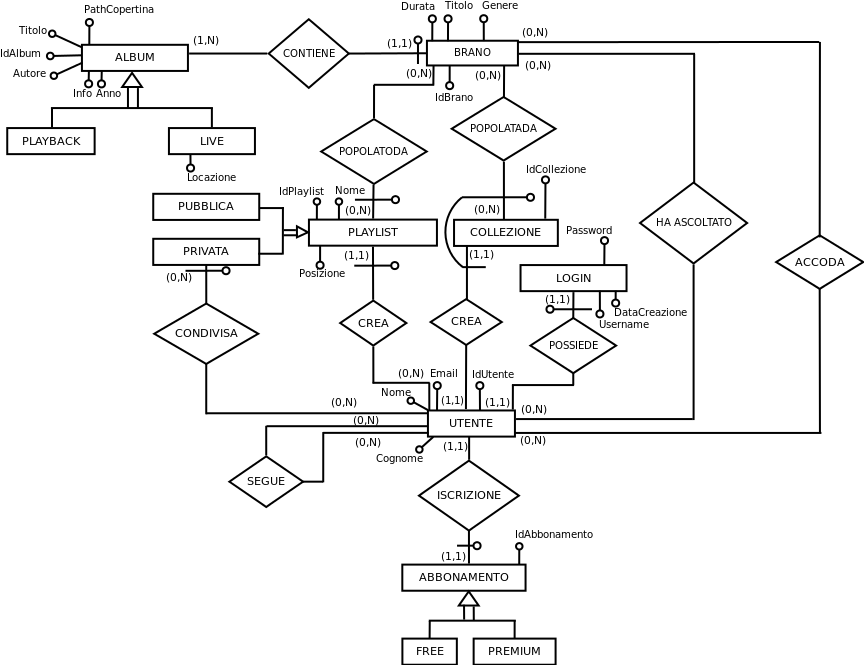 PathCopertina
Durata
Titolo
Genere
Titolo
(1,N)
(0,N)
IdAlbum
ALBUM
CONTIENE
(1,1)
BRANO
Autore
(0,N)
(0,N)
(0,N)
Info
Anno
IdBrano
PLAYBACK
LIVE
POPOLATODA
POPOLATADA
Locazione
IdCollezione
IdPlaylist
Nome
PUBBLICA
(0,N)
(0,N)
HA ASCOLTATO
PLAYLIST
COLLEZIONE
Password
PRIVATA
(1,1)
(1,1)
ACCODA
(0,N)
Posizione
LOGIN
(1,1)
DataCreazione
Username
CONDIVISA
CREA
CREA
POSSIEDE
(0,N)
Email
IdUtente
Nome
(0,N)
(1,1)
(1,1)
(0,N)
(0,N)
UTENTE
(0,N)
(0,N)
(1,1)
Cognome
SEGUE
ISCRIZIONE
IdAbbonamento
(1,1)
ABBONAMENTO
FREE
PREMIUM